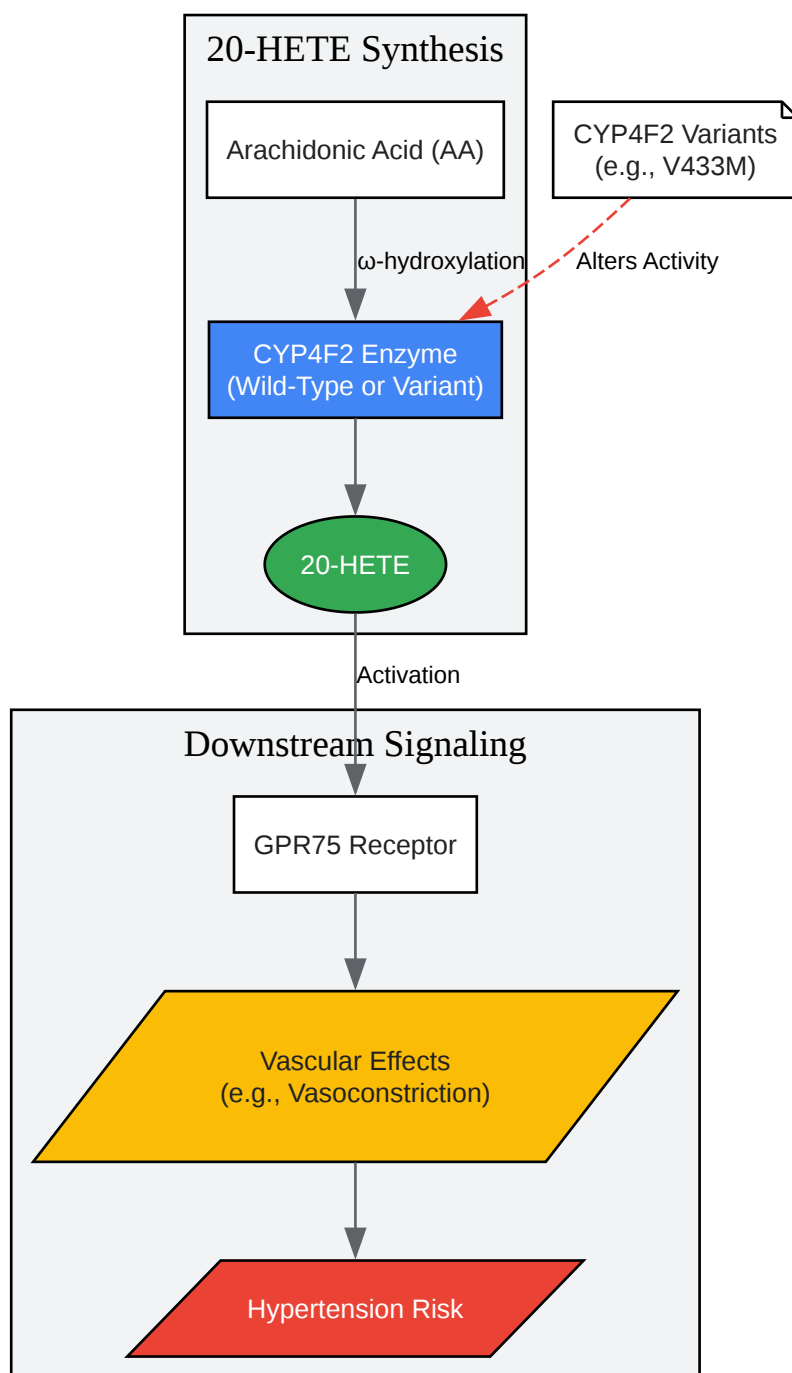 20-HETE Synthesis
Arachidonic Acid (AA)
CYP4F2 Variants
(e.g., V433M)
ω-hydroxylation
Alters Activity
CYP4F2 Enzyme
(Wild-Type or Variant)
20-HETE
Activation
Downstream Signaling
GPR75 Receptor
Vascular Effects
(e.g., Vasoconstriction)
Hypertension Risk